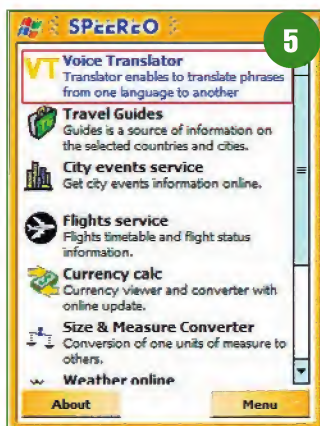 SPEEREO
5
VT
Voice Translator
Translator enables to translate phrases
from one language to another
Travel Guides
Guides is a source of information on
the selected countries and cities.
City events service
Get city events information online.
Flights service
Flights timetable and flight status
information.
Currency calc
Currency viewer and converter with
online update.
Size & Measure Converter
Conversion of one units of measure to
others.
Weather online
About
Menu